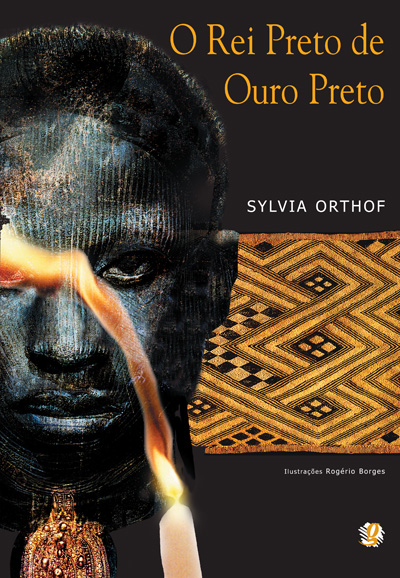 O Rei Preto de
Ouro Preto
SYLVIA ORTHOF
Ilustrações Rogério Borges
g